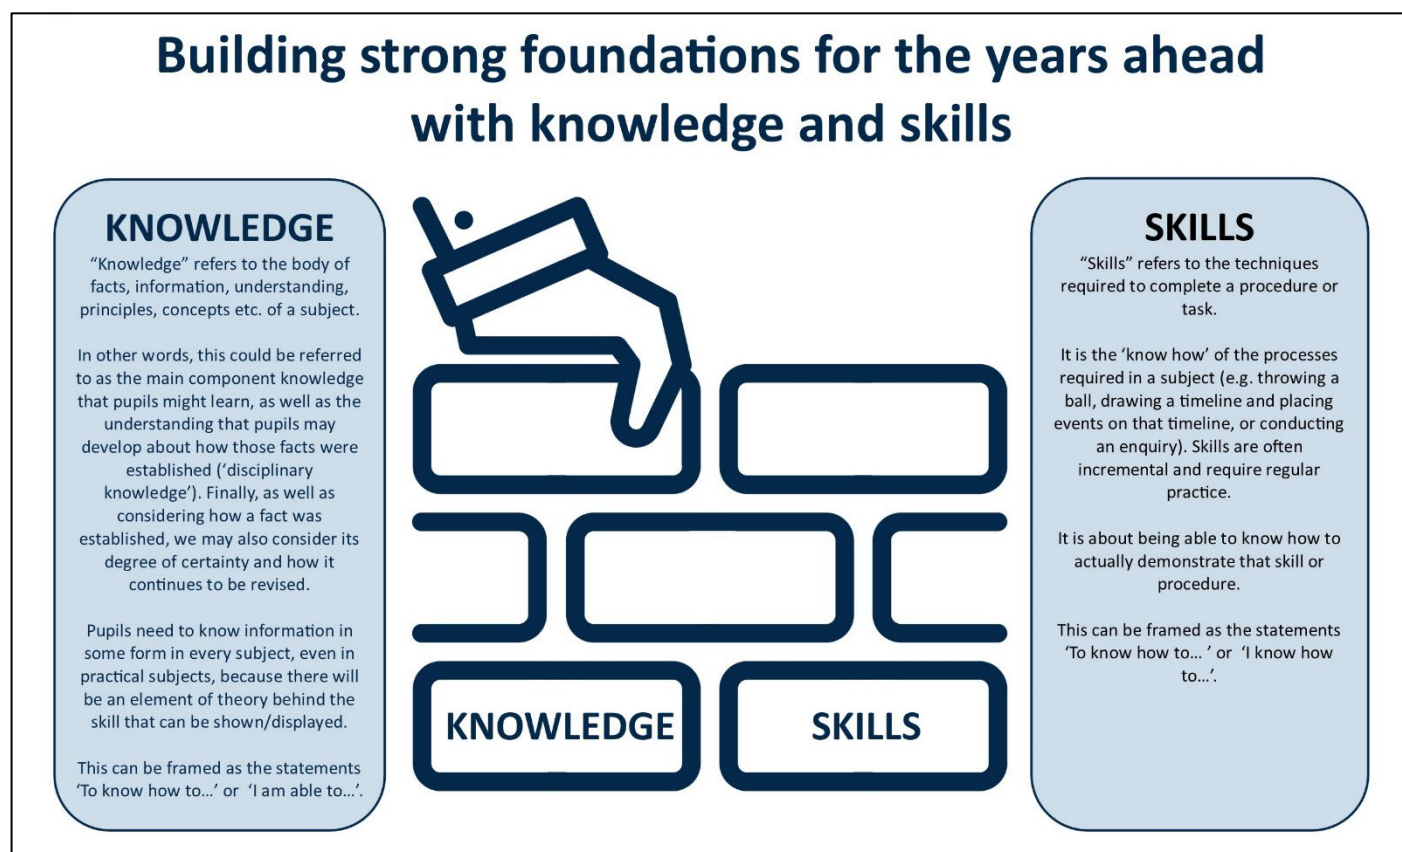 Building strong foundations for the years ahead
with knowledge and skills
KNOWLEDGE
“Knowledge” refers to the body of
facts, information, understanding,
principles, concepts etc. of a subject.
In other words, this could be referred
to as the main component knowledge
that pupils might learn, as well as the
understanding that pupils may
develop about how those facts were
established (‘disciplinary
knowledge’). Finally, as well as
considering how a fact was
established, we may also consider its
degree of certainty and how it
continues to be revised.
Pupils need to know information in
some form in every subject, even in
practical subjects, because there will
be an element of theory behind the
skill that can be shown/displayed.
This can be framed as the statements
‘To know how to…’ or ‘I am able to…’.
KNOWLEDGE
SKILLS
SKILLS
“Skills” refers to the techniques
required to complete a procedure or
task.
It is the ‘know how’ of the processes
required in a subject (e.g. throwing a
ball, drawing a timeline and placing
events on that timeline, or conducting
an enquiry). Skills are often
incremental and require regular
practice.
It is about being able to know how to
actually demonstrate that skill or
procedure.
This can be framed as the statements
‘To know how to… ’ or ‘I know how
to…’.